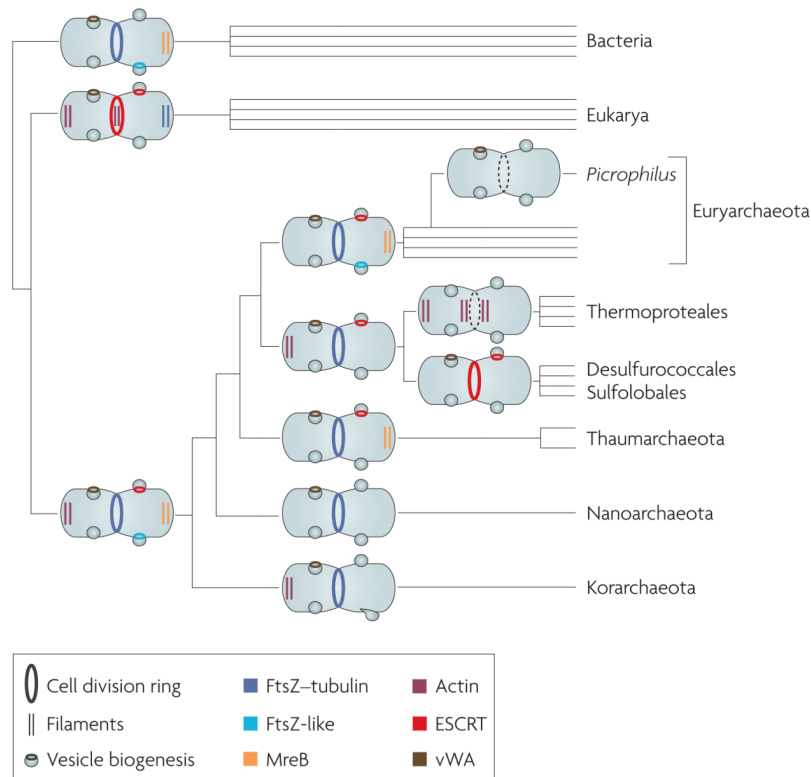 Bacteria
Eukarya
Picrophilus
Euryarchaeota
Thermoproteales
Desulfurococcales
Sulfolobales
Thaumarchaeota
Nanoarchaeota
Korarchaeota
Cell division ring
FtsZ–tubulin
Actin
Filaments
FtsZ-like
ESCRT
Vesicle biogenesis
MreB
vWA